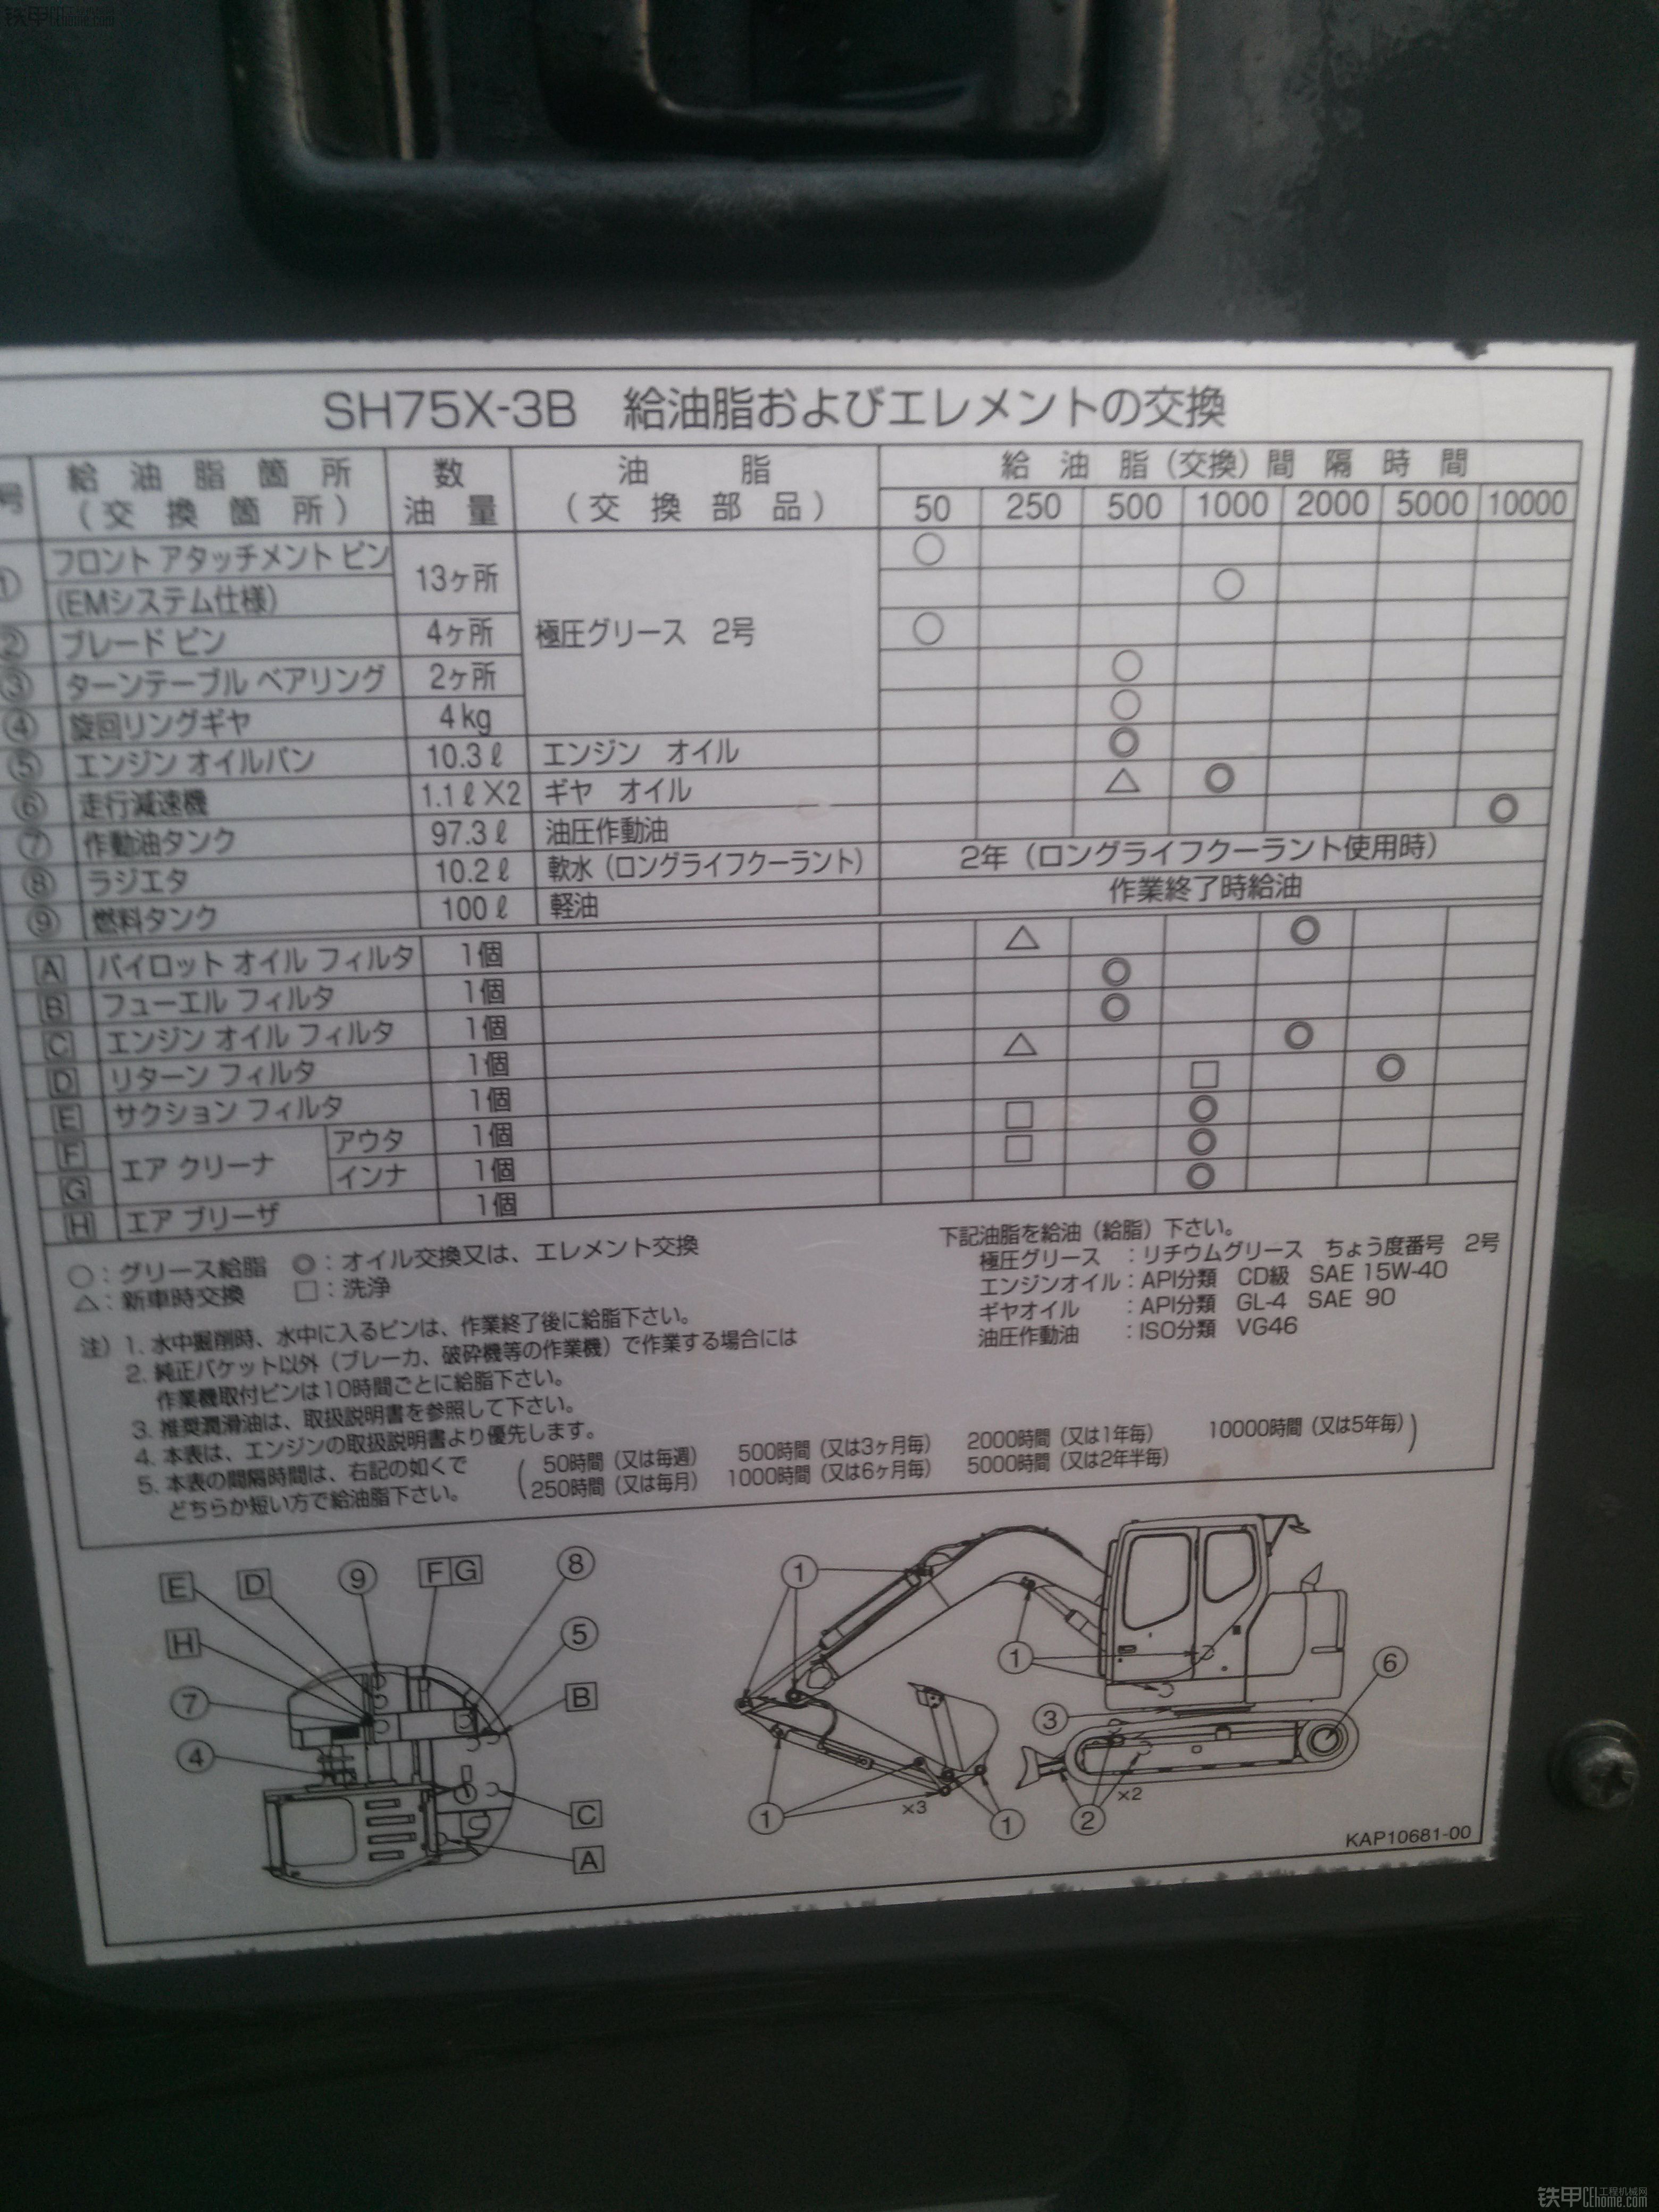 铁甲工程机械网 CEhome.com
SH75X-3B 給油脂およびエレメントの交換
号 給油脂箇所 数 油脂 給油脂（交換）間隔時間
（交換箇所） 油量 （交換部品） 50 250 500 1000 2000 5000 10000
① フロント アタッチメント ピン 13ヶ所 極圧グリース 2号 ○
(EMシステム仕様) ○
② ブレード ピン 4ヶ所 ○
③ ターンテーブル ベアリング 2ヶ所 ○
④ 旋回リングギヤ 4kg ○
⑤ エンジン オイルパン 10.3ℓ エンジン オイル ◎
⑥ 走行減速機 1.1ℓ×2 ギヤ オイル △ ◎
⑦ 作動油タンク 97.3ℓ 油圧作動油 ◎
⑧ ラジエタ 10.2ℓ 軟水（ロングライフクーラント） 2年（ロングライフクーラント使用時）
⑨ 燃料タンク 100ℓ 軽油 作業終了時給油
A パイロット オイル フィルタ 1個 △ ◎
B フューエル フィルタ 1個 ◎
C エンジン オイル フィルタ 1個 ◎
D リターン フィルタ 1個 △ ◎
E サクション フィルタ 1個 □ ◎
F エア クリーナ アウタ 1個 □ ◎
G インナ 1個 □ ◎
H エア ブリーザ 1個 ◎
○：グリース給脂 ◎：オイル交換又は、エレメント交換
△：新車時交換 □：洗浄
注）1. 水中掘削時、水中に入るピンは、作業終了後に給脂下さい。
2. 純正バケット以外（ブレーカ、破砕機等の作業機）で作業する場合には
作業機取付ピンは10時間ごとに給脂下さい。
3. 推奨潤滑油は、取扱説明書を参照して下さい。
4. 本表は、エンジンの取扱説明書より優先します。
5. 本表の間隔時間は、右記の如くで
どちらか短い方で給油脂下さい。
50時間（又は毎週） 500時間（又は3ヶ月毎） 2000時間（又は1年毎） 10000時間（又は5年毎）
250時間（又は毎月） 1000時間（又は6ヶ月毎） 5000時間（又は2年半毎）
下記油脂を給油（給脂）下さい。
極圧グリース ：リチウムグリース ちょう度番号 2号
エンジンオイル：API分類 CD級 SAE 15W-40
ギヤオイル ：API分類 GL-4 SAE 90
油圧作動油 ：ISO分類 VG46
E D ⑨ F G ⑧
H ⑤
⑦ B
④
C
A
① ① ⑥
③
① ×3 ① ② ×2
KAP10681-00
铁甲工程机械网 CEhome.com